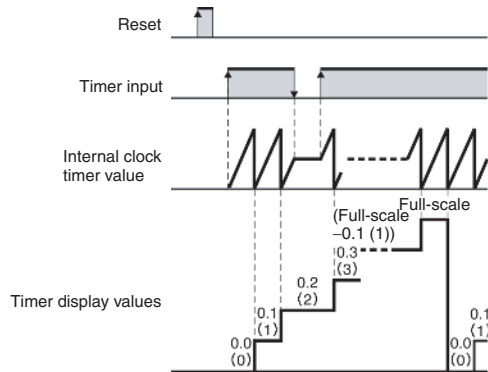 Reset
Timer input
Internal clock
timer value
Full-scale
(Full-scale
−0.1 (1))
0.3
(3)
0.2
(2)
Timer display values
0.1
(1)
0.1
(1)
0.0
(0)
0.0
(0)